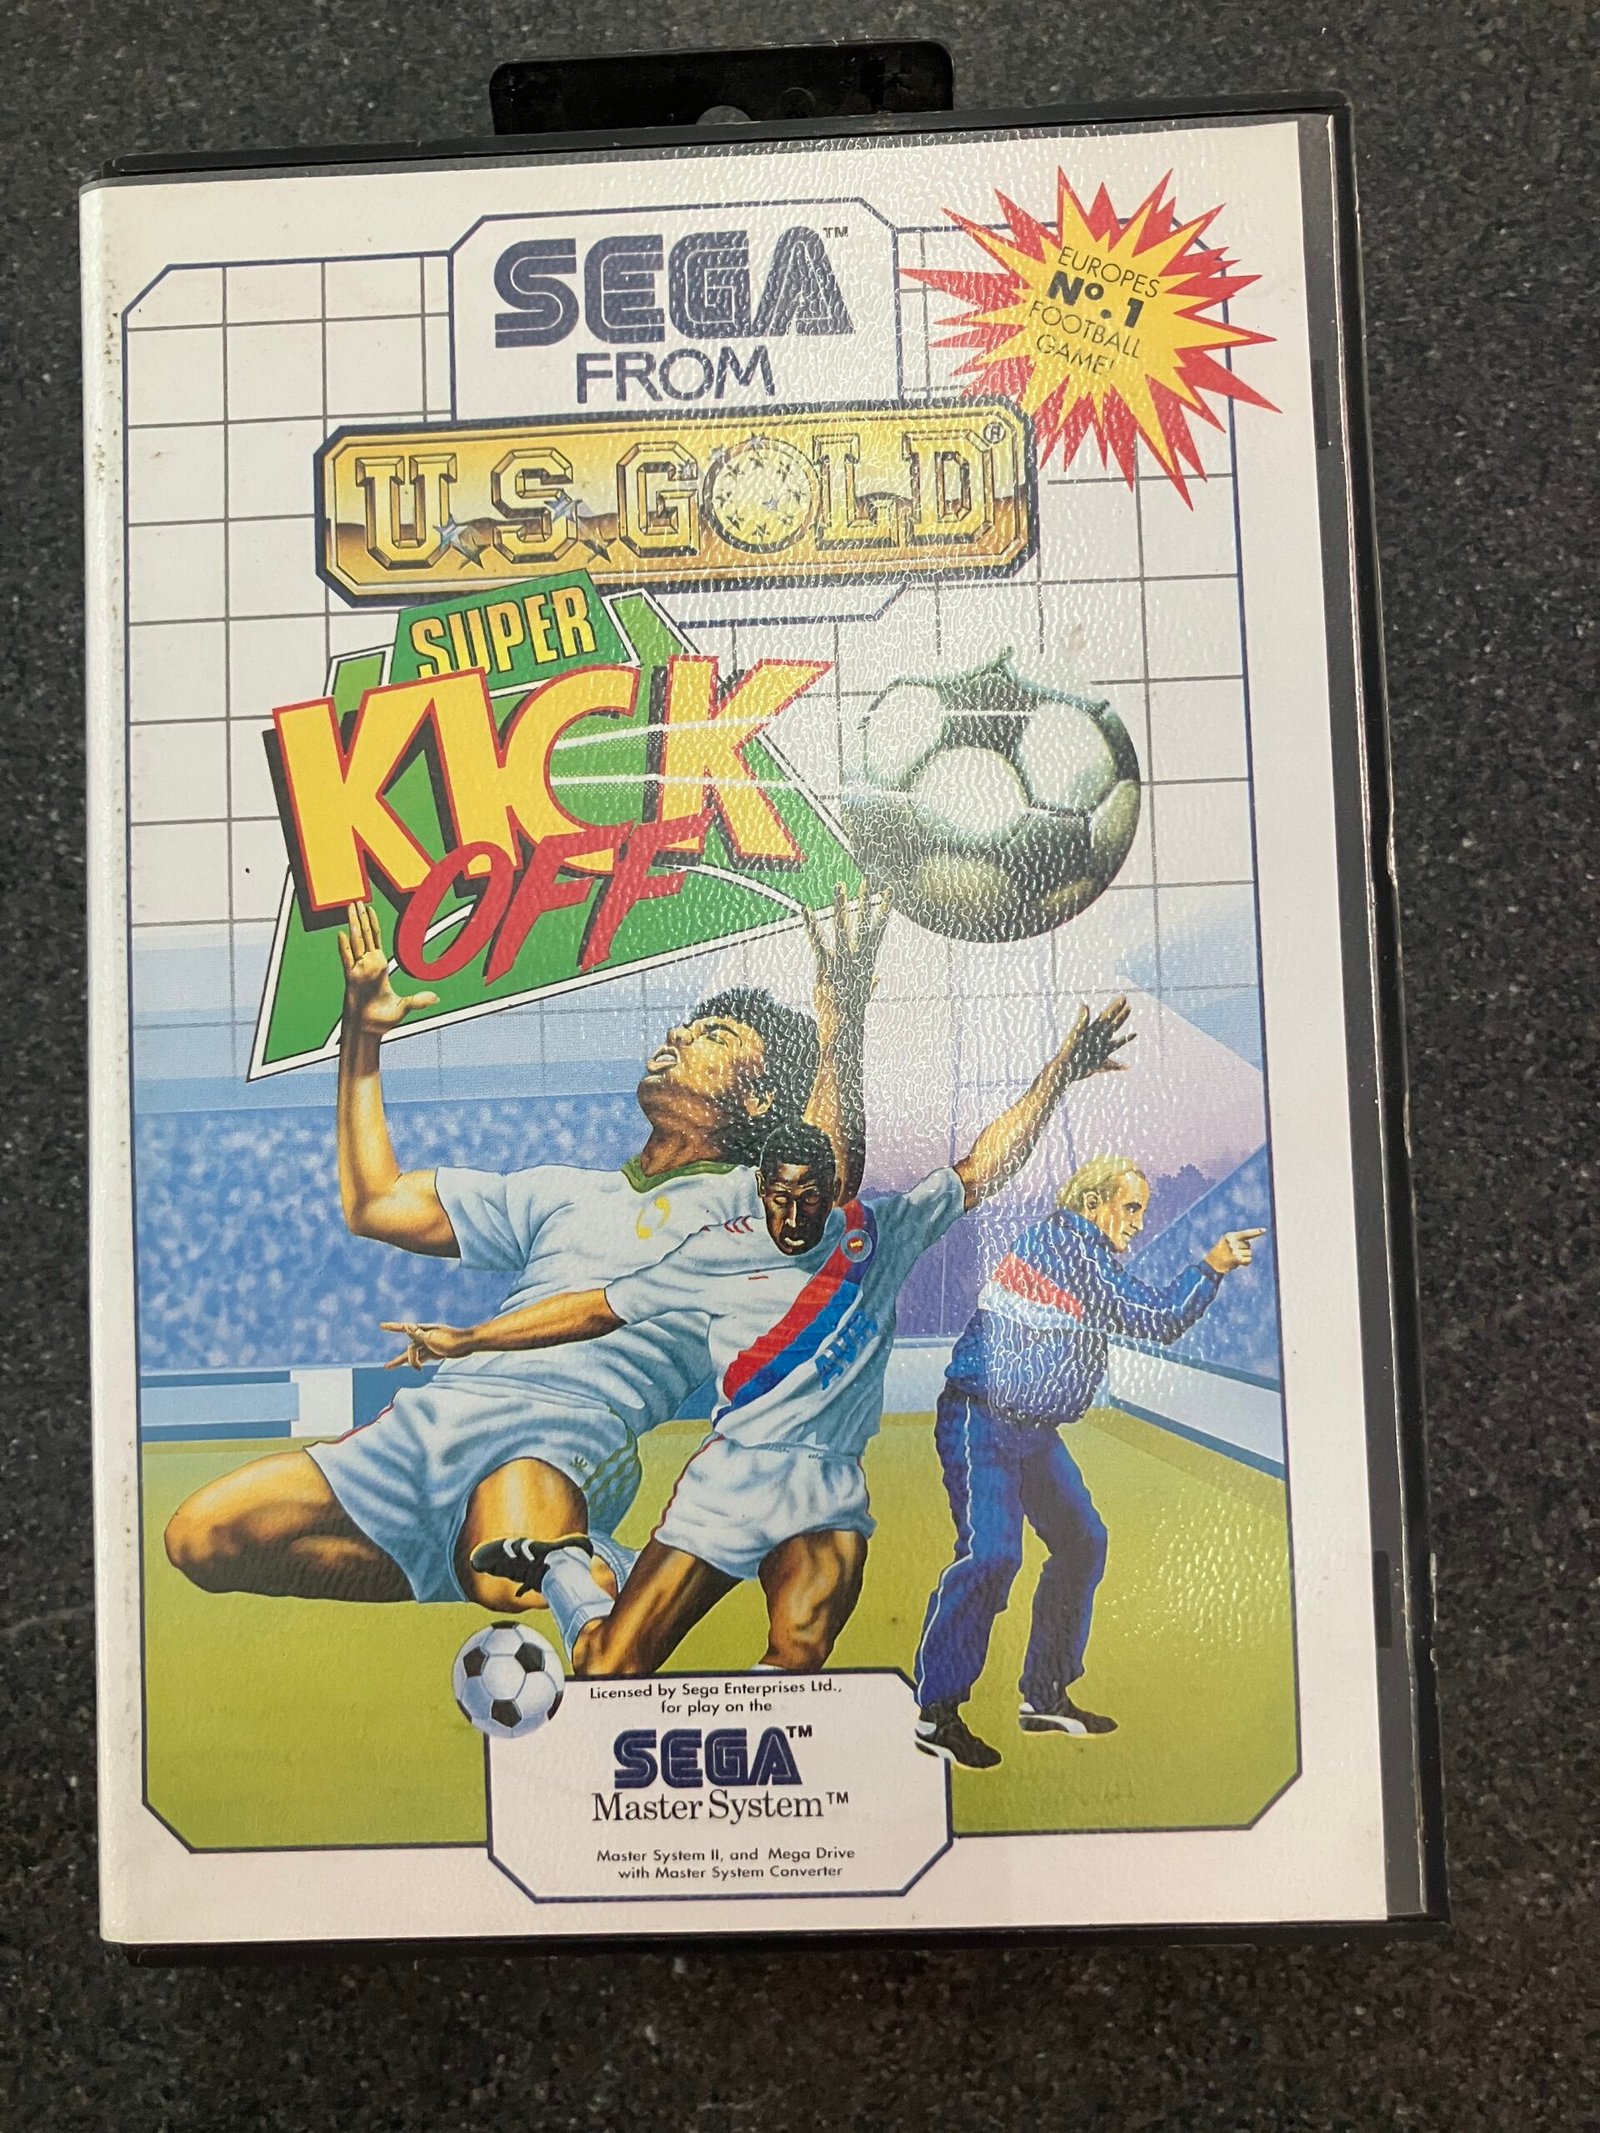 SEGA™
FROM
EUROPES
No. 1
FOOTBALL
GAME!
U.S. GOLD®
SUPER
KICK
OFF
Licensed by Sega Enterprises Ltd.,
for play on the
SEGA™
Master System™
Master System II, and Mega Drive
with Master System Converter